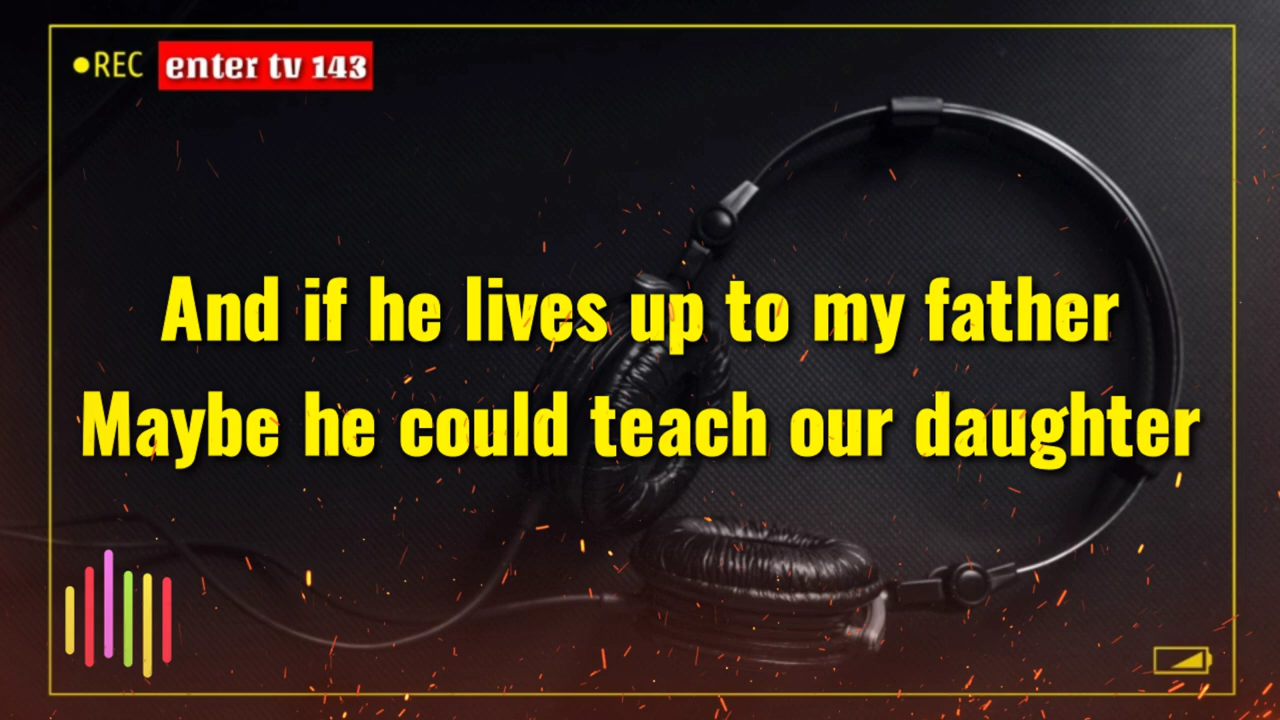 REC enter tv 143
And if he lives up to my father
Maybe he could teach our daughter